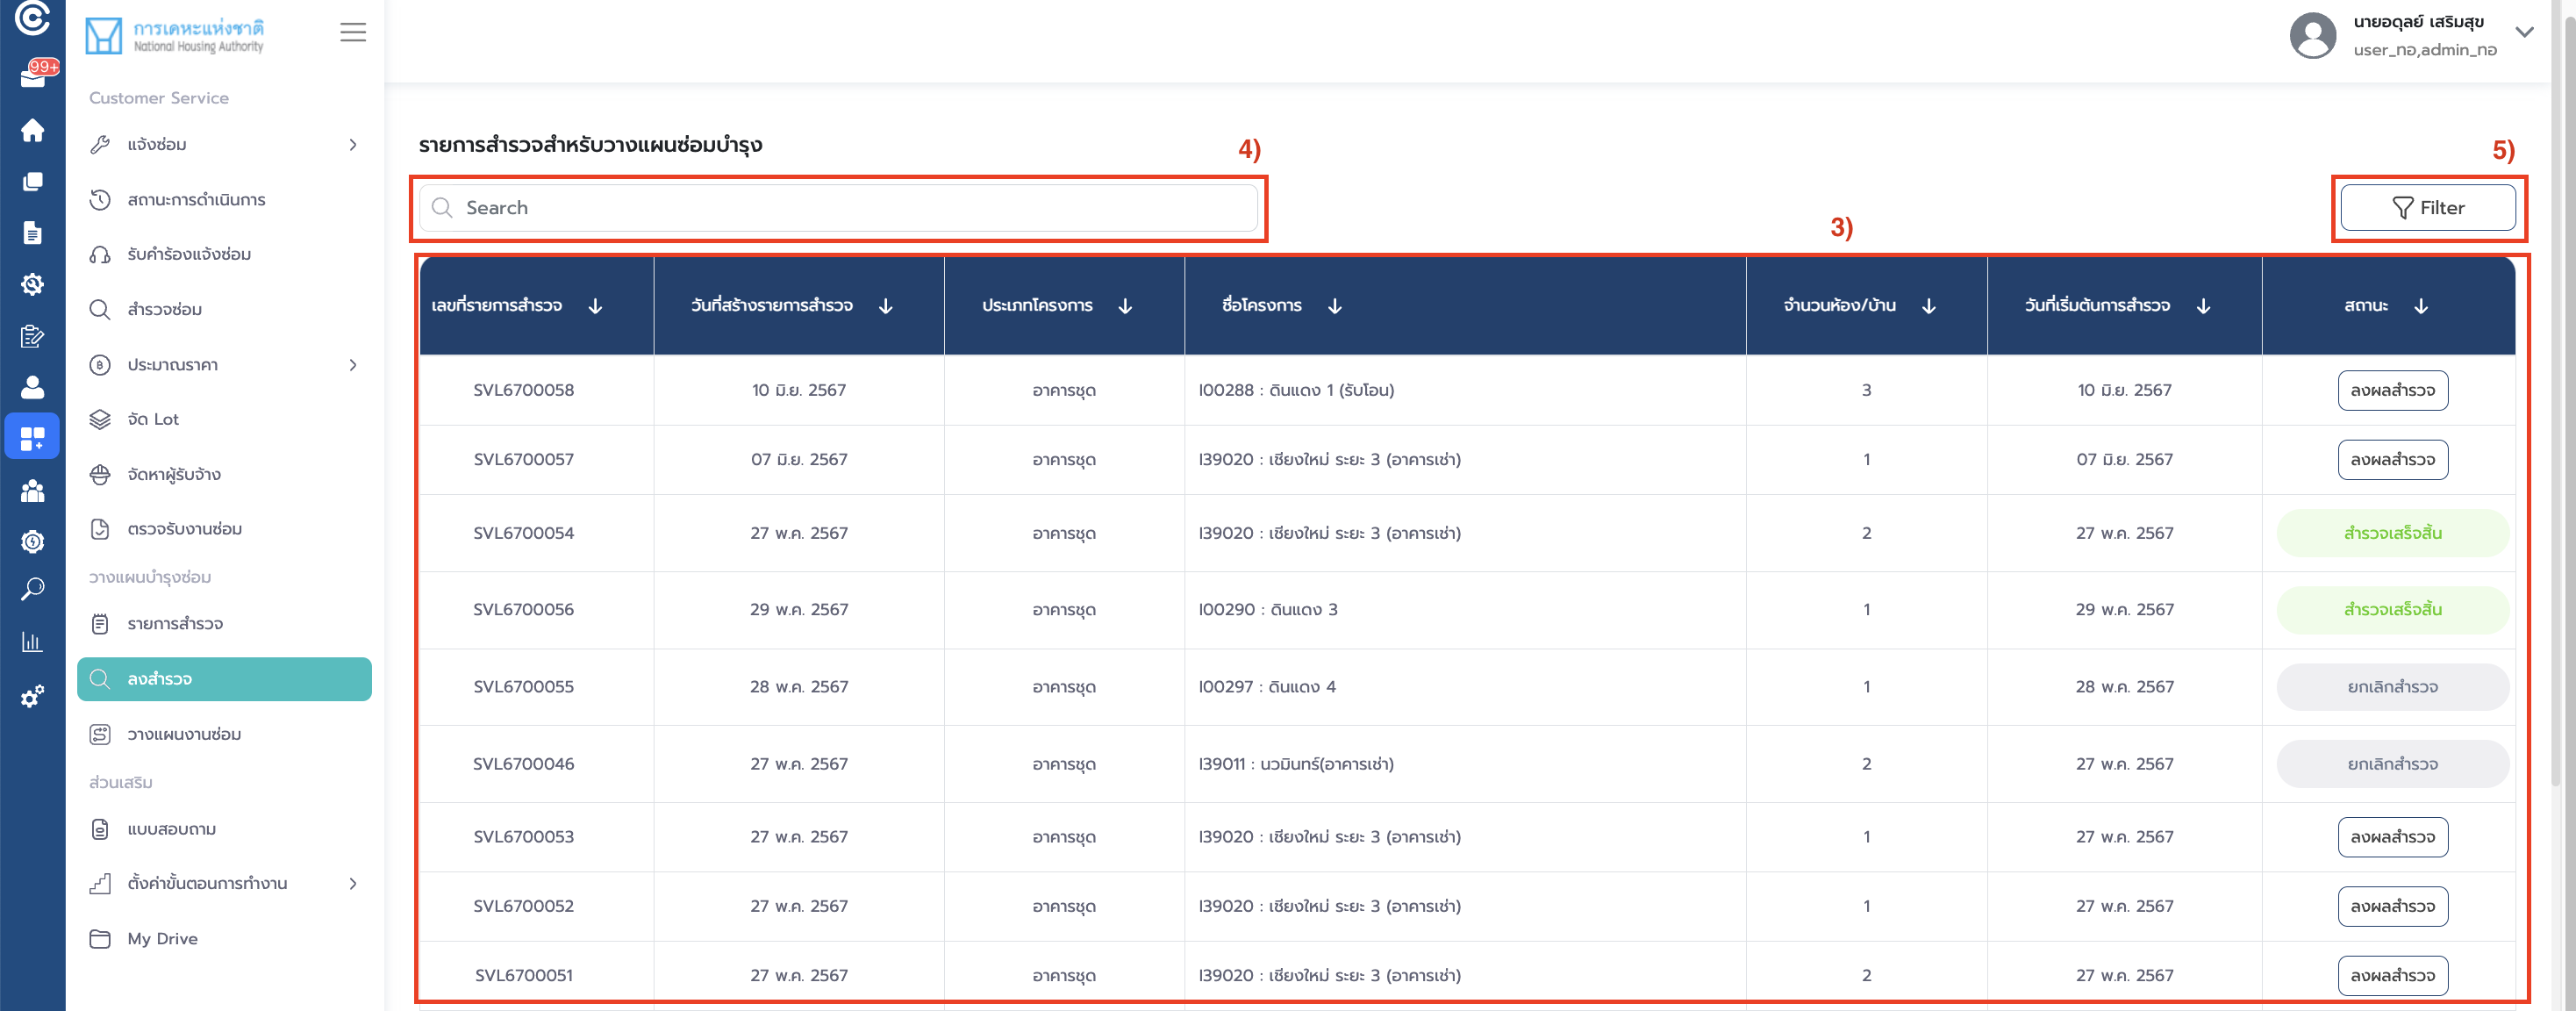 การเคหะแห่งชาติ
National Housing Authority
99+
นายอดุลย์ เสริมสุข
user_ทอ,admin_ทอ
Customer Service
แจ้งซ่อม
สถานะการดำเนินการ
รับคำร้องแจ้งซ่อม
สำรวจซ่อม
ประมาณราคา
จัด Lot
จัดหาผู้รับจ้าง
ตรวจรับงานซ่อม
วางแผนบำรุงซ่อม
รายการสำรวจ
ลงสำรวจ
วางแผนงานซ่อม
ส่วนเสริม
แบบสอบถาม
ตั้งค่าขั้นตอนการทำงาน
My Drive
รายการสำรวจสำหรับวางแผนซ่อมบำรุง
4)
5)
Search
Filter
3)
เลขที่รายการสำรวจ วันที่สร้างรายการสำรวจ ประเภทโครงการ ชื่อโครงการ จำนวนห้อง/บ้าน วันที่เริ่มต้นการสำรวจ สถานะ
SVL6700058 10 มิ.ย. 2567 อาคารชุด I00288 : ดินแดง 1 (รับโอน) 3 10 มิ.ย. 2567 ลงผลสำรวจ
SVL6700057 07 มิ.ย. 2567 อาคารชุด I39020 : เชียงใหม่ ระยะ 3 (อาคารเช่า) 1 07 มิ.ย. 2567 ลงผลสำรวจ
SVL6700054 27 พ.ค. 2567 อาคารชุด I39020 : เชียงใหม่ ระยะ 3 (อาคารเช่า) 2 27 พ.ค. 2567 สำรวจเสร็จสิ้น
SVL6700056 29 พ.ค. 2567 อาคารชุด I00290 : ดินแดง 3 1 29 พ.ค. 2567 สำรวจเสร็จสิ้น
SVL6700055 28 พ.ค. 2567 อาคารชุด I00297 : ดินแดง 4 1 28 พ.ค. 2567 ยกเลิกสำรวจ
SVL6700046 27 พ.ค. 2567 อาคารชุด I39011 : นวมินทร์(อาคารเช่า) 2 27 พ.ค. 2567 ยกเลิกสำรวจ
SVL6700053 27 พ.ค. 2567 อาคารชุด I39020 : เชียงใหม่ ระยะ 3 (อาคารเช่า) 1 27 พ.ค. 2567 ลงผลสำรวจ
SVL6700052 27 พ.ค. 2567 อาคารชุด I39020 : เชียงใหม่ ระยะ 3 (อาคารเช่า) 1 27 พ.ค. 2567 ลงผลสำรวจ
SVL6700051 27 พ.ค. 2567 อาคารชุด I39020 : เชียงใหม่ ระยะ 3 (อาคารเช่า) 2 27 พ.ค. 2567 ลงผลสำรวจ